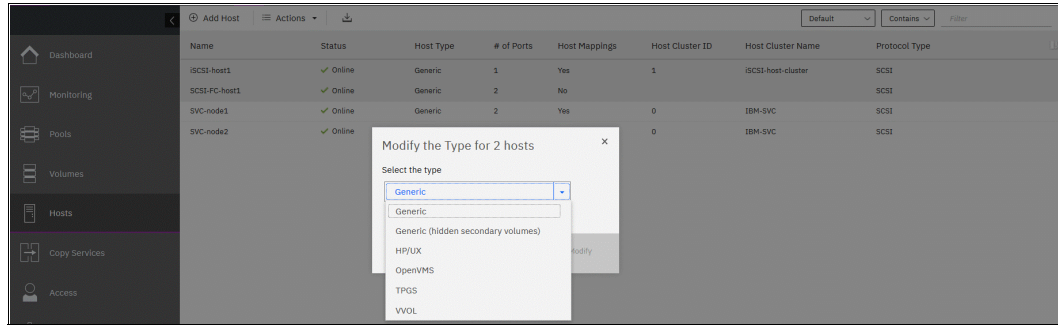 Add Host Actions Default Contains Filter
Name Status Host Type # of Ports Host Mappings Host Cluster ID Host Cluster Name Protocol Type
Dashboard
iSCSI-host1 Online Generic 1 Yes 1 iSCSI-host-cluster SCSI
SCSI-FC-host1 Online Generic 2 No SCSI
Monitoring
SVC-node1 Online Generic 2 Yes 0 IBM-SVC SCSI
SVC-node2 Online 0 IBM-SVC SCSI
Pools
Modify the Type for 2 hosts
Select the type
Volumes
Generic
Hosts
Generic
Generic (hidden secondary volumes)
HP/UX
Modify
Copy Services
OpenVMS
TPGS
Access
VVOL